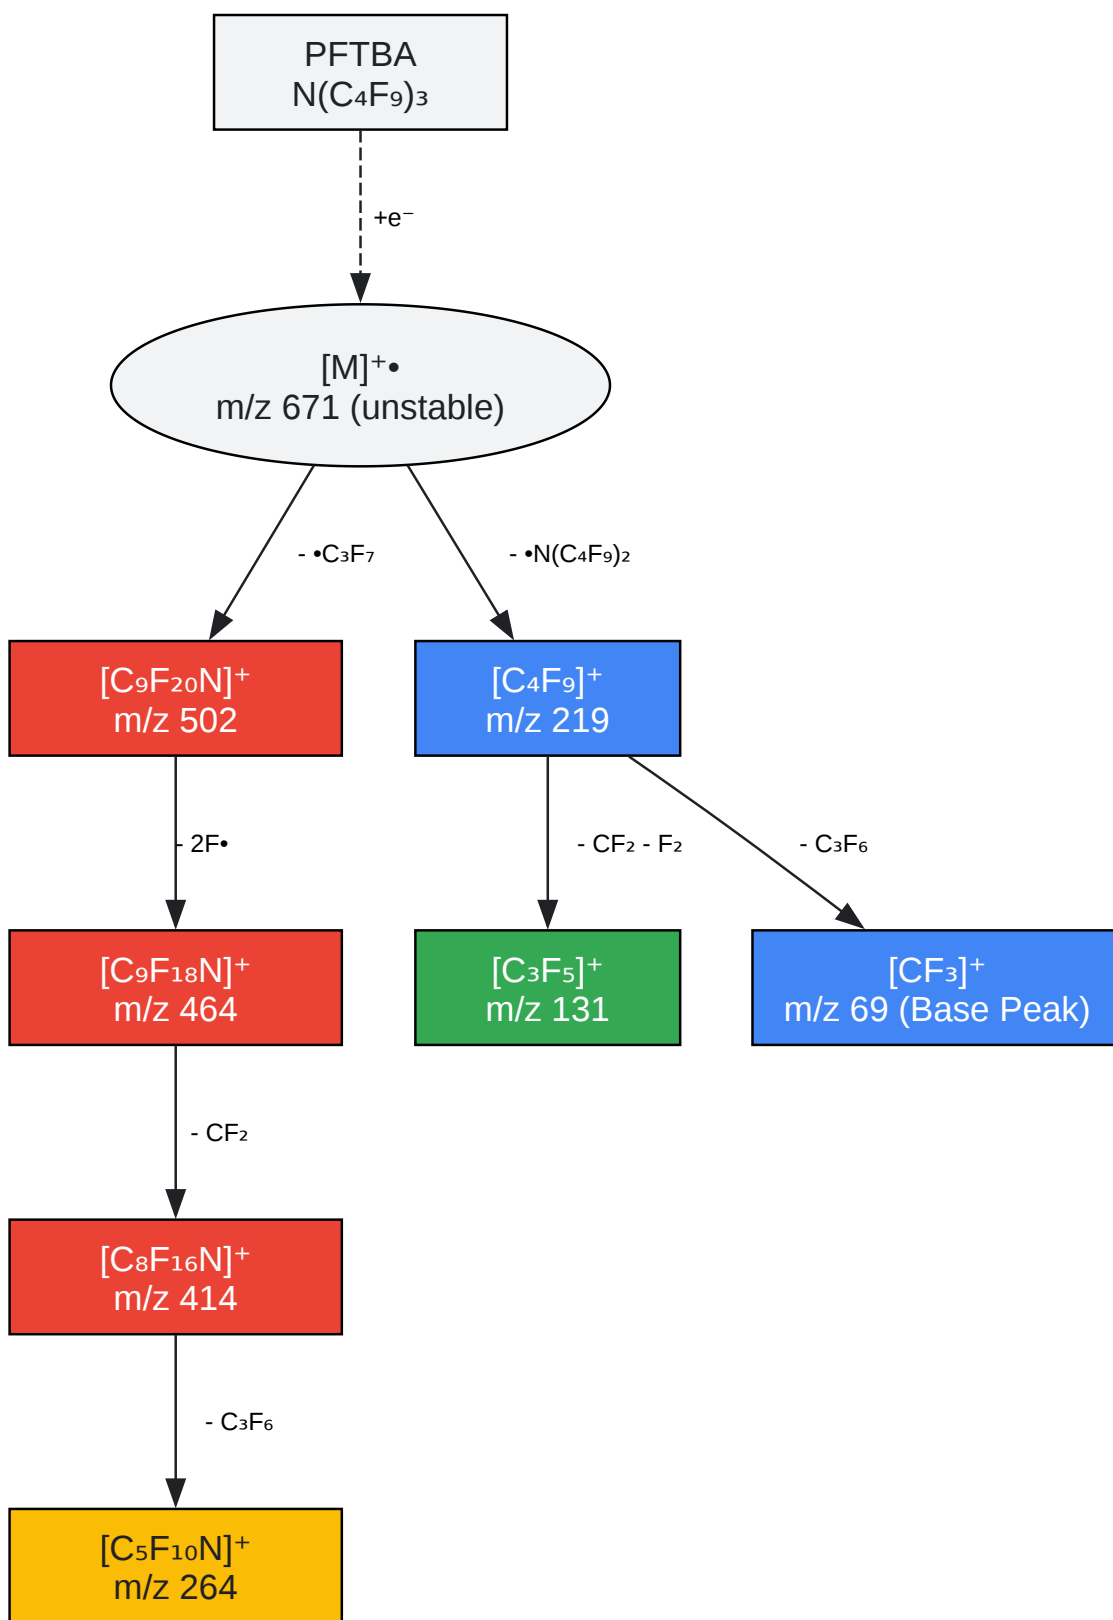 PFTBA
N(C₄F₉)₃
+e⁻
[M]⁺•
m/z 671 (unstable)
- •C₃F₇
- •N(C₄F₉)₂
[C₉F₂₀N]⁺
m/z 502
[C₄F₉]⁺
m/z 219
- 2F•
- CF₂ - F₂
- C₃F₆
[C₉F₁₈N]⁺
m/z 464
[C₃F₅]⁺
m/z 131
[CF₃]⁺
m/z 69 (Base Peak)
- CF₂
[C₈F₁₆N]⁺
m/z 414
- C₃F₆
[C₅F₁₀N]⁺
m/z 264